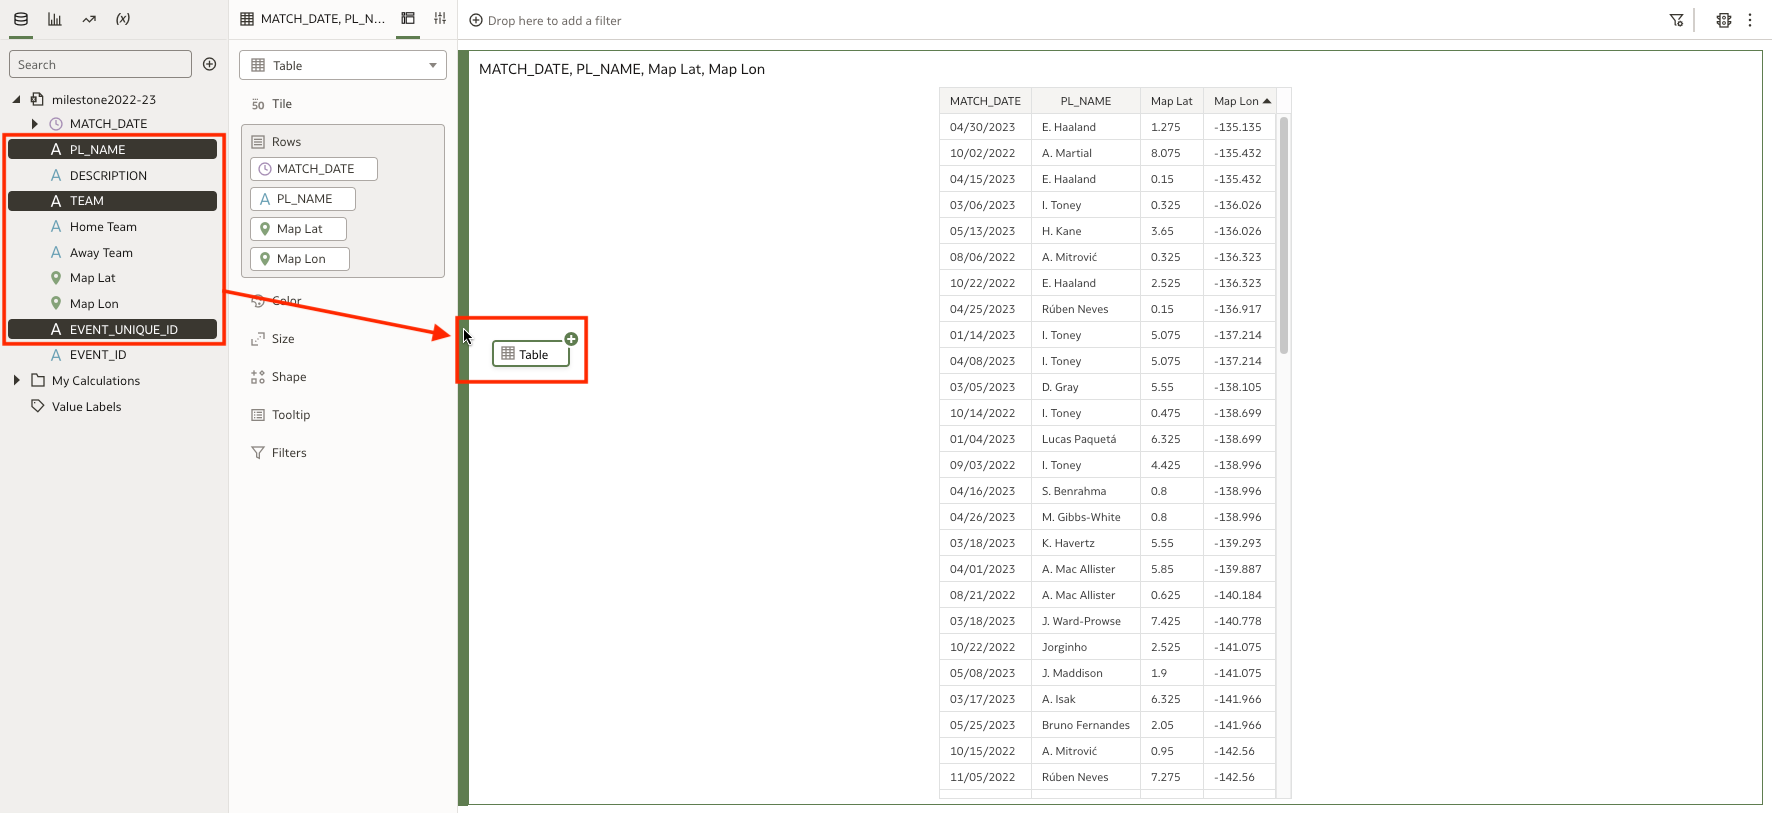 (x)
MATCH_DATE, PL_N...
Drop here to add a filter
Search
milestone2022-23
MATCH_DATE
A PL_NAME
A DESCRIPTION
A TEAM
A Home Team
A Away Team
Map Lat
Map Lon
A EVENT_UNIQUE_ID
A EVENT_ID
My Calculations
Value Labels
Table
50 Tile
Rows
MATCH_DATE
A PL_NAME
Map Lat
Map Lon
Color
Size
Shape
Tooltip
Filters
MATCH_DATE, PL_NAME, Map Lat, Map Lon
Table
MATCH_DATE PL_NAME Map Lat Map Lon
04/30/2023 E. Haaland 1.275 -135.135
10/02/2022 A. Martial 8.075 -135.432
04/15/2023 E. Haaland 0.15 -135.432
03/06/2023 I. Toney 0.325 -136.026
05/13/2023 H. Kane 3.65 -136.026
08/06/2022 A. Mitrović 0.325 -136.323
10/22/2022 E. Haaland 2.525 -136.323
04/25/2023 Rúben Neves 0.15 -136.917
01/14/2023 I. Toney 5.075 -137.214
04/08/2023 I. Toney 5.075 -137.214
03/05/2023 D. Gray 5.55 -138.105
10/14/2022 I. Toney 0.475 -138.699
01/04/2023 Lucas Paquetá 6.325 -138.699
09/03/2022 I. Toney 4.425 -138.996
04/16/2023 S. Benrahma 0.8 -138.996
04/26/2023 M. Gibbs-White 0.8 -138.996
03/18/2023 K. Havertz 5.55 -139.293
04/01/2023 A. Mac Allister 5.85 -139.887
08/21/2022 A. Mac Allister 0.625 -140.184
03/18/2023 J. Ward-Prowse 7.425 -140.778
10/22/2022 Jorginho 2.525 -141.075
05/08/2023 J. Maddison 1.9 -141.075
03/17/2023 A. Isak 6.325 -141.966
05/25/2023 Bruno Fernandes 2.05 -141.966
10/15/2022 A. Mitrović 0.95 -142.56
11/05/2022 Rúben Neves 7.275 -142.56